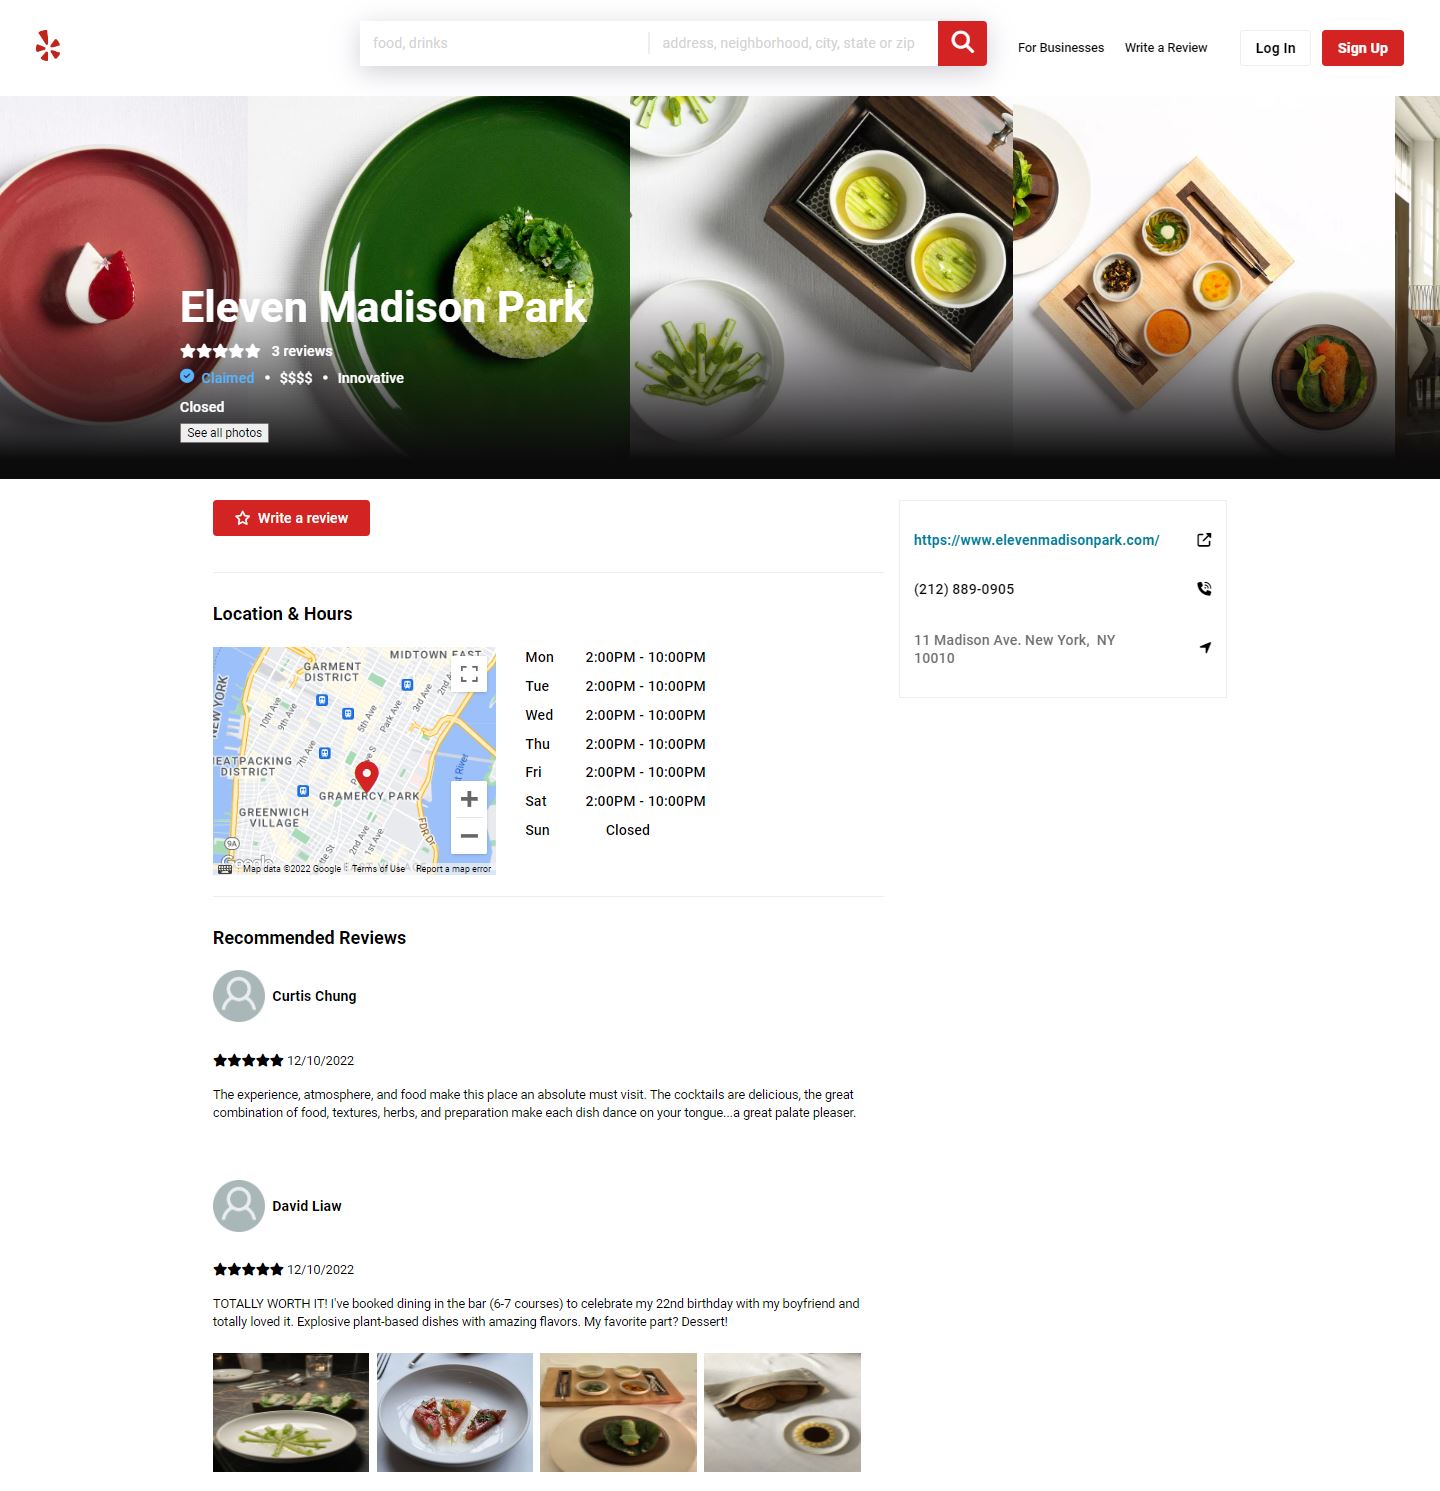 food, drinks
address, neighborhood, city, state or zip
For Businesses
Write a Review
Log In
Sign Up
Eleven Madison Park
3 reviews
Claimed • $$$$ • Innovative
Closed
See all photos
Write a review
https://www.elevenmadisonpark.com/
(212) 889-0905
11 Madison Ave. New York, NY
10010
Location & Hours
MIDTOWN EAST
GARMENT
DISTRICT
NEW YORK
10th Ave
9th Ave
5th Ave
Park Ave
3rd Ave
2nd A
7th Ave
EATPACKING
DISTRICT
GRAMERCY PARK
GREENWICH
VILLAGE
FDR Dr
2nd Ave
1st Ave
9A
Google
Map data ©2022 Google
Terms of Use
Report a map error
Mon 2:00PM - 10:00PM
Tue 2:00PM - 10:00PM
Wed 2:00PM - 10:00PM
Thu 2:00PM - 10:00PM
Fri 2:00PM - 10:00PM
Sat 2:00PM - 10:00PM
Sun Closed
Recommended Reviews
Curtis Chung
12/10/2022
The experience, atmosphere, and food make this place an absolute must visit. The cocktails are delicious, the great
combination of food, textures, herbs, and preparation make each dish dance on your tongue...a great palate pleaser.
David Liaw
12/10/2022
TOTALLY WORTH IT! I've booked dining in the bar (6-7 courses) to celebrate my 22nd birthday with my boyfriend and
totally loved it. Explosive plant-based dishes with amazing flavors. My favorite part? Dessert!